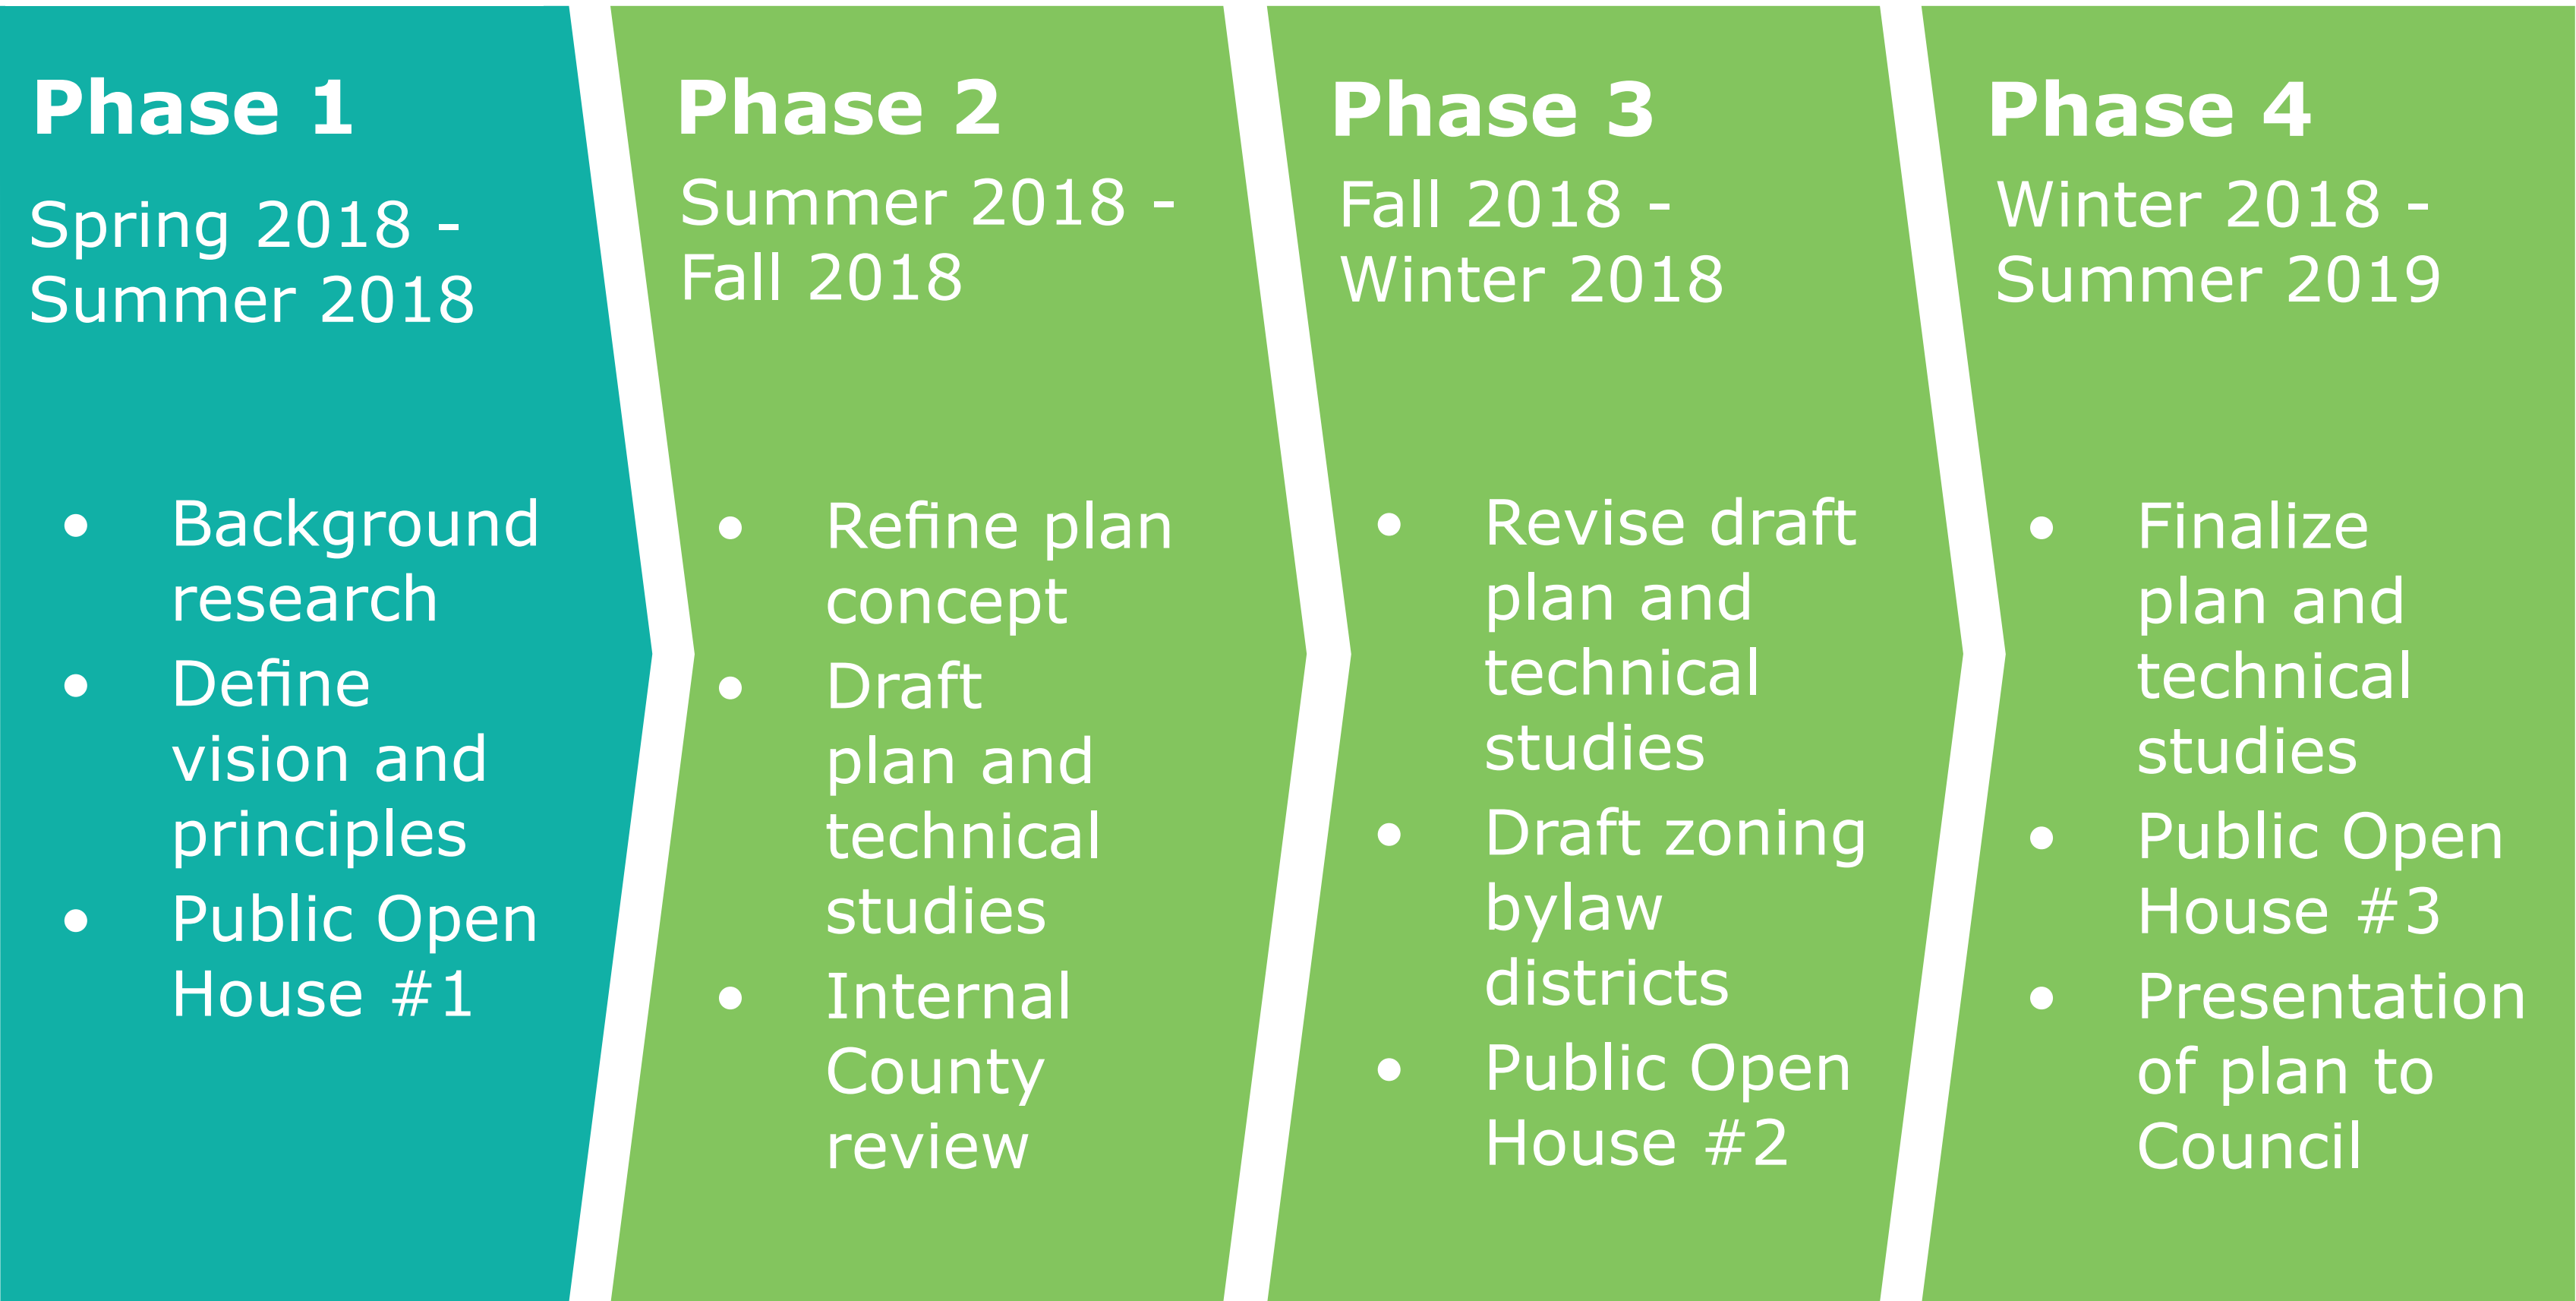 Phase 1
Spring 2018 -
Summer 2018
• Background
research
• Define
vision and
principles
• Public Open
House #1
Phase 2
Summer 2018 -
Fall 2018
• Refine plan
concept
• Draft
plan and
technical
studies
• Internal
County
review
Phase 3
Fall 2018 -
Winter 2018
• Revise draft
plan and
technical
studies
• Draft zoning
bylaw
districts
• Public Open
House #2
Phase 4
Winter 2018 -
Summer 2019
• Finalize
plan and
technical
studies
• Public Open
House #3
• Presentation
of plan to
Council